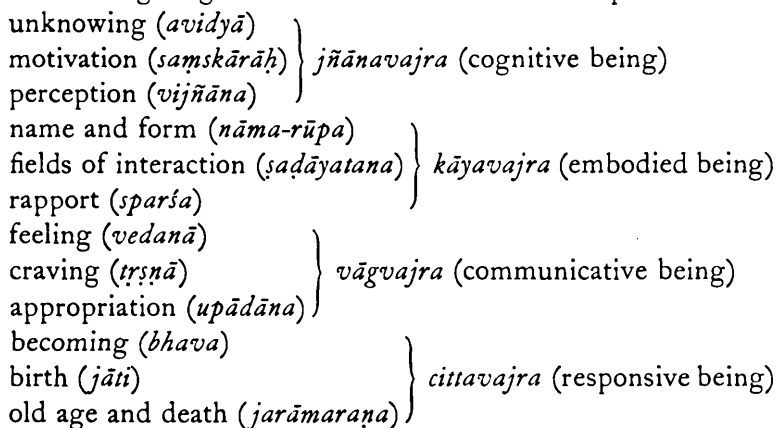 unknowing (avidyā)
motivation (saṃskārāḥ) } jñānavajra (cognitive being)
perception (vijñāna)
name and form (nāma-rūpa)
fields of interaction (ṣaḍāyatana) } kāyavajra (embodied being)
rapport (sparśa)
feeling (vedanā)
craving (tṛṣṇā) } vāgvajra (communicative being)
appropriation (upādāna)
becoming (bhava)
birth (jāti) } cittavajra (responsive being)
old age and death (jarāmaraṇa)